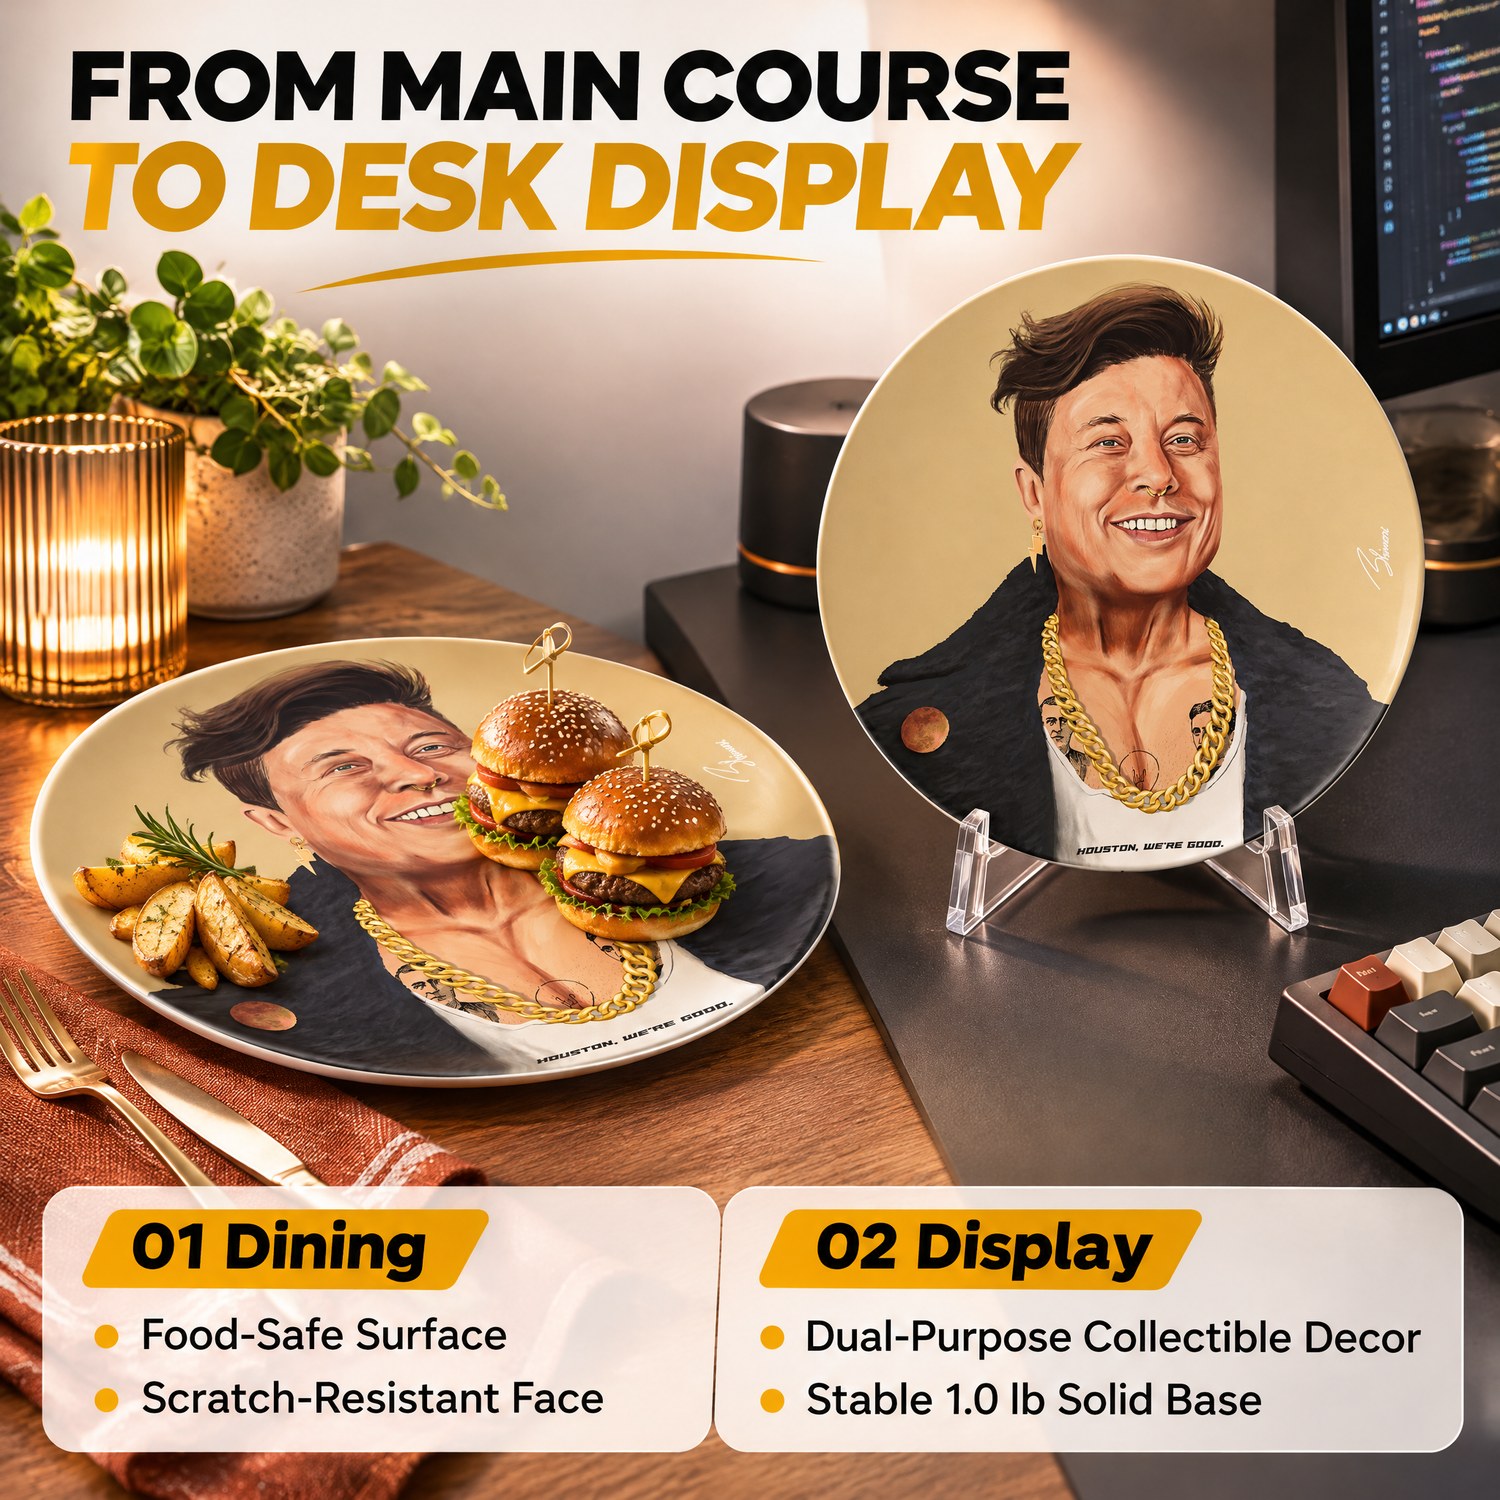 FROM MAIN COURSE
TO DESK DISPLAY
HOUSTON, WE'RE GOOD.
HOUSTON, WE'RE GOOD.
01 Dining
Food-Safe Surface
Scratch-Resistant Face
02 Display
Dual-Purpose Collectible Decor
Stable 1.0 lb Solid Base